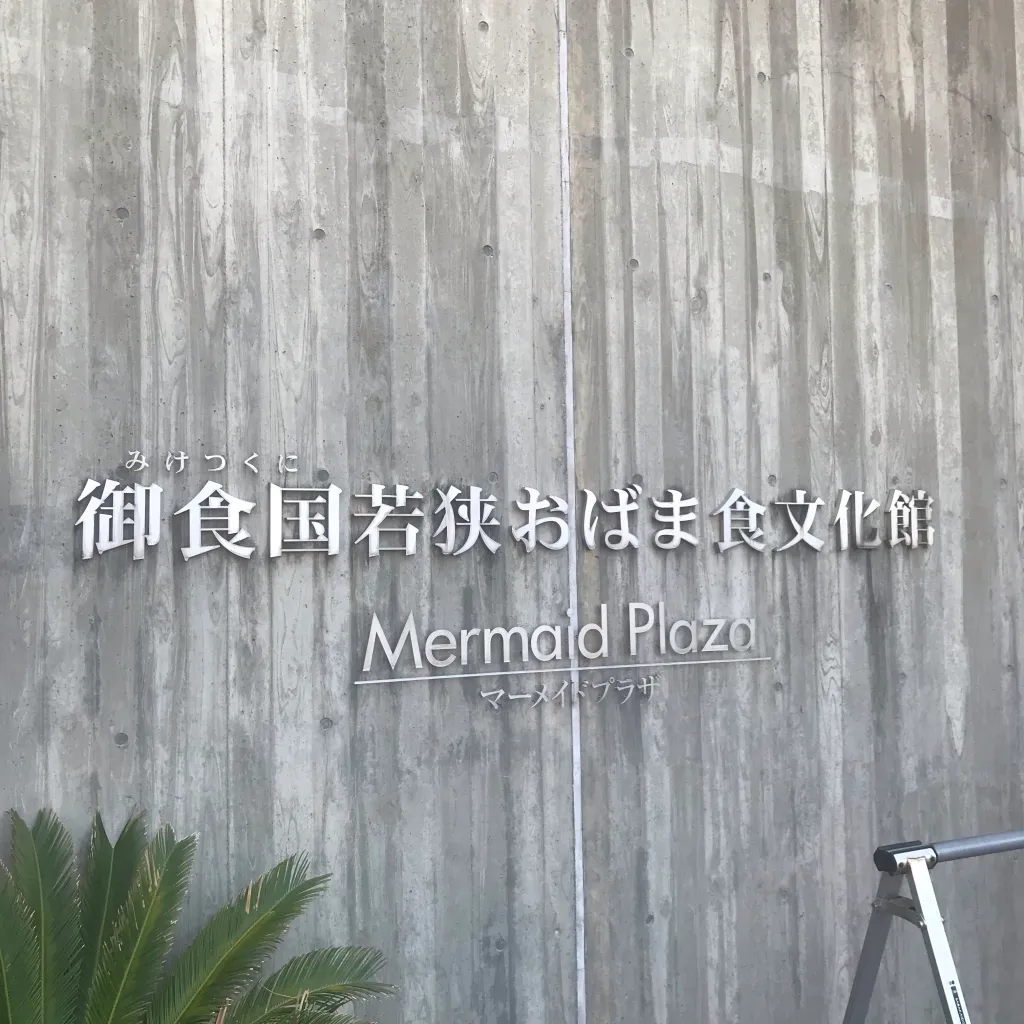 みけつくに
御食国若狭おばま食文化館
Mermaid Plaza
マーメイドプラザ